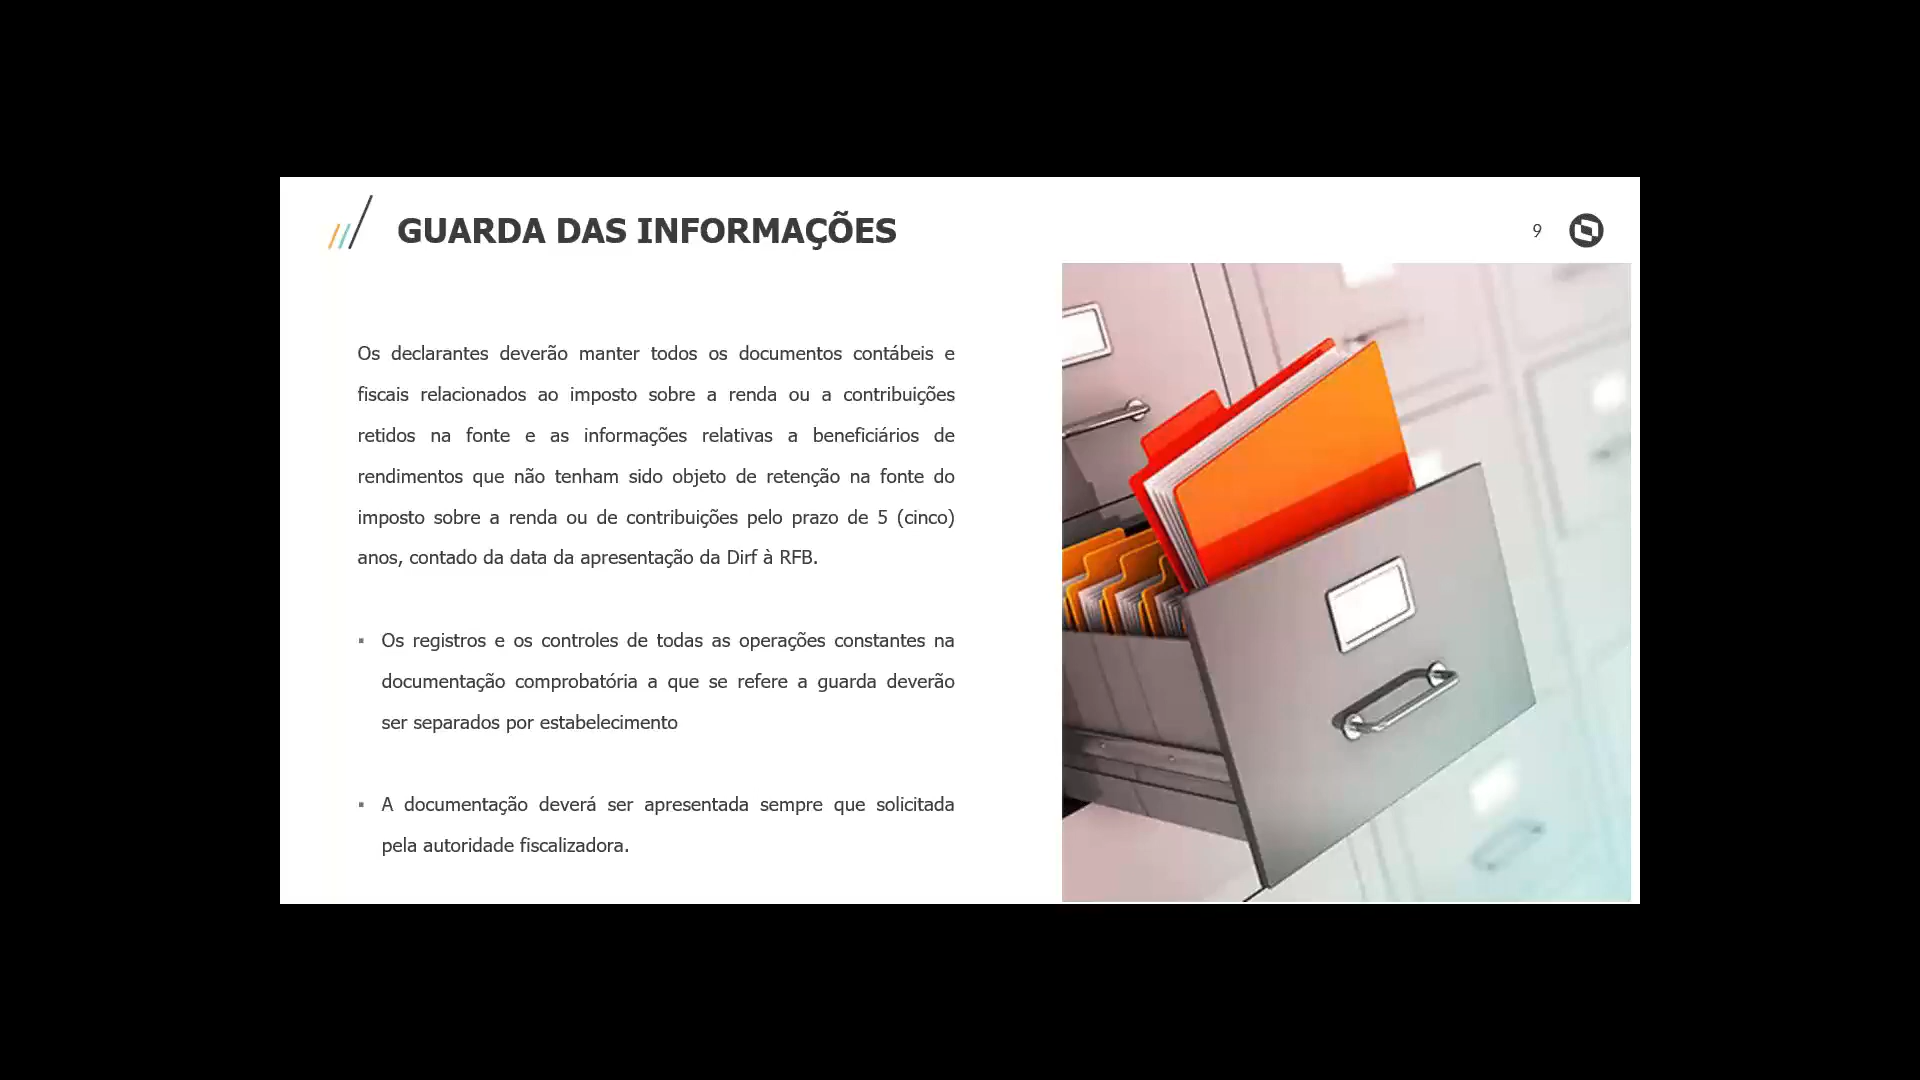 GUARDA DAS INFORMAÇÕES
9
Os declarantes deverão manter todos os documentos contábeis e
fiscais relacionados ao imposto sobre a renda ou a contribuições
retidos na fonte e as informações relativas a beneficiários de
rendimentos que não tenham sido objeto de retenção na fonte do
imposto sobre a renda ou de contribuições pelo prazo de 5 (cinco)
anos, contado da data da apresentação da Dirf à RFB.
▪ Os registros e os controles de todas as operações constantes na
documentação comprobatória a que se refere a guarda deverão
ser separados por estabelecimento
▪ A documentação deverá ser apresentada sempre que solicitada
pela autoridade fiscalizadora.